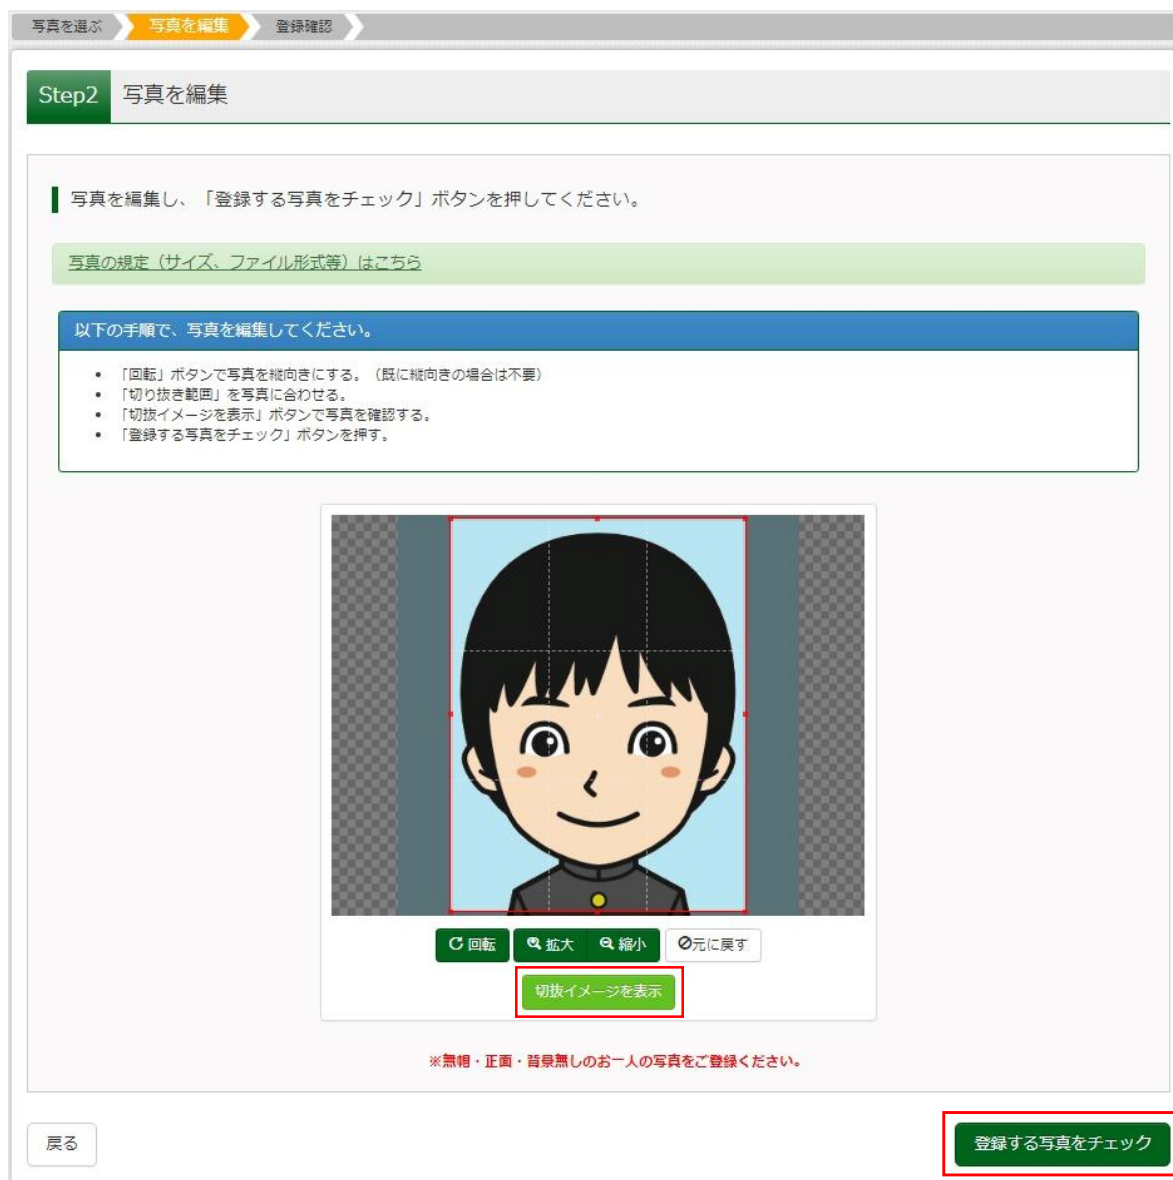 写真を選ぶ 写真を編集 登録確認
Step2 写真を編集
写真を編集し、「登録する写真をチェック」ボタンを押してください。
写真の規定（サイズ、ファイル形式等）はこちら
以下の手順で、写真を編集してください。
• 「回転」ボタンで写真を縦向きにする。（既に縦向きの場合は不要）
• 「切り抜き範囲」を写真に合わせる。
• 「切抜イメージを表示」ボタンで写真を確認する。
• 「登録する写真をチェック」ボタンを押す。
回転 拡大 縮小 元に戻す
切抜イメージを表示
※無帽・正面・背景無しのお一人の写真をご登録ください。
戻る 登録する写真をチェック